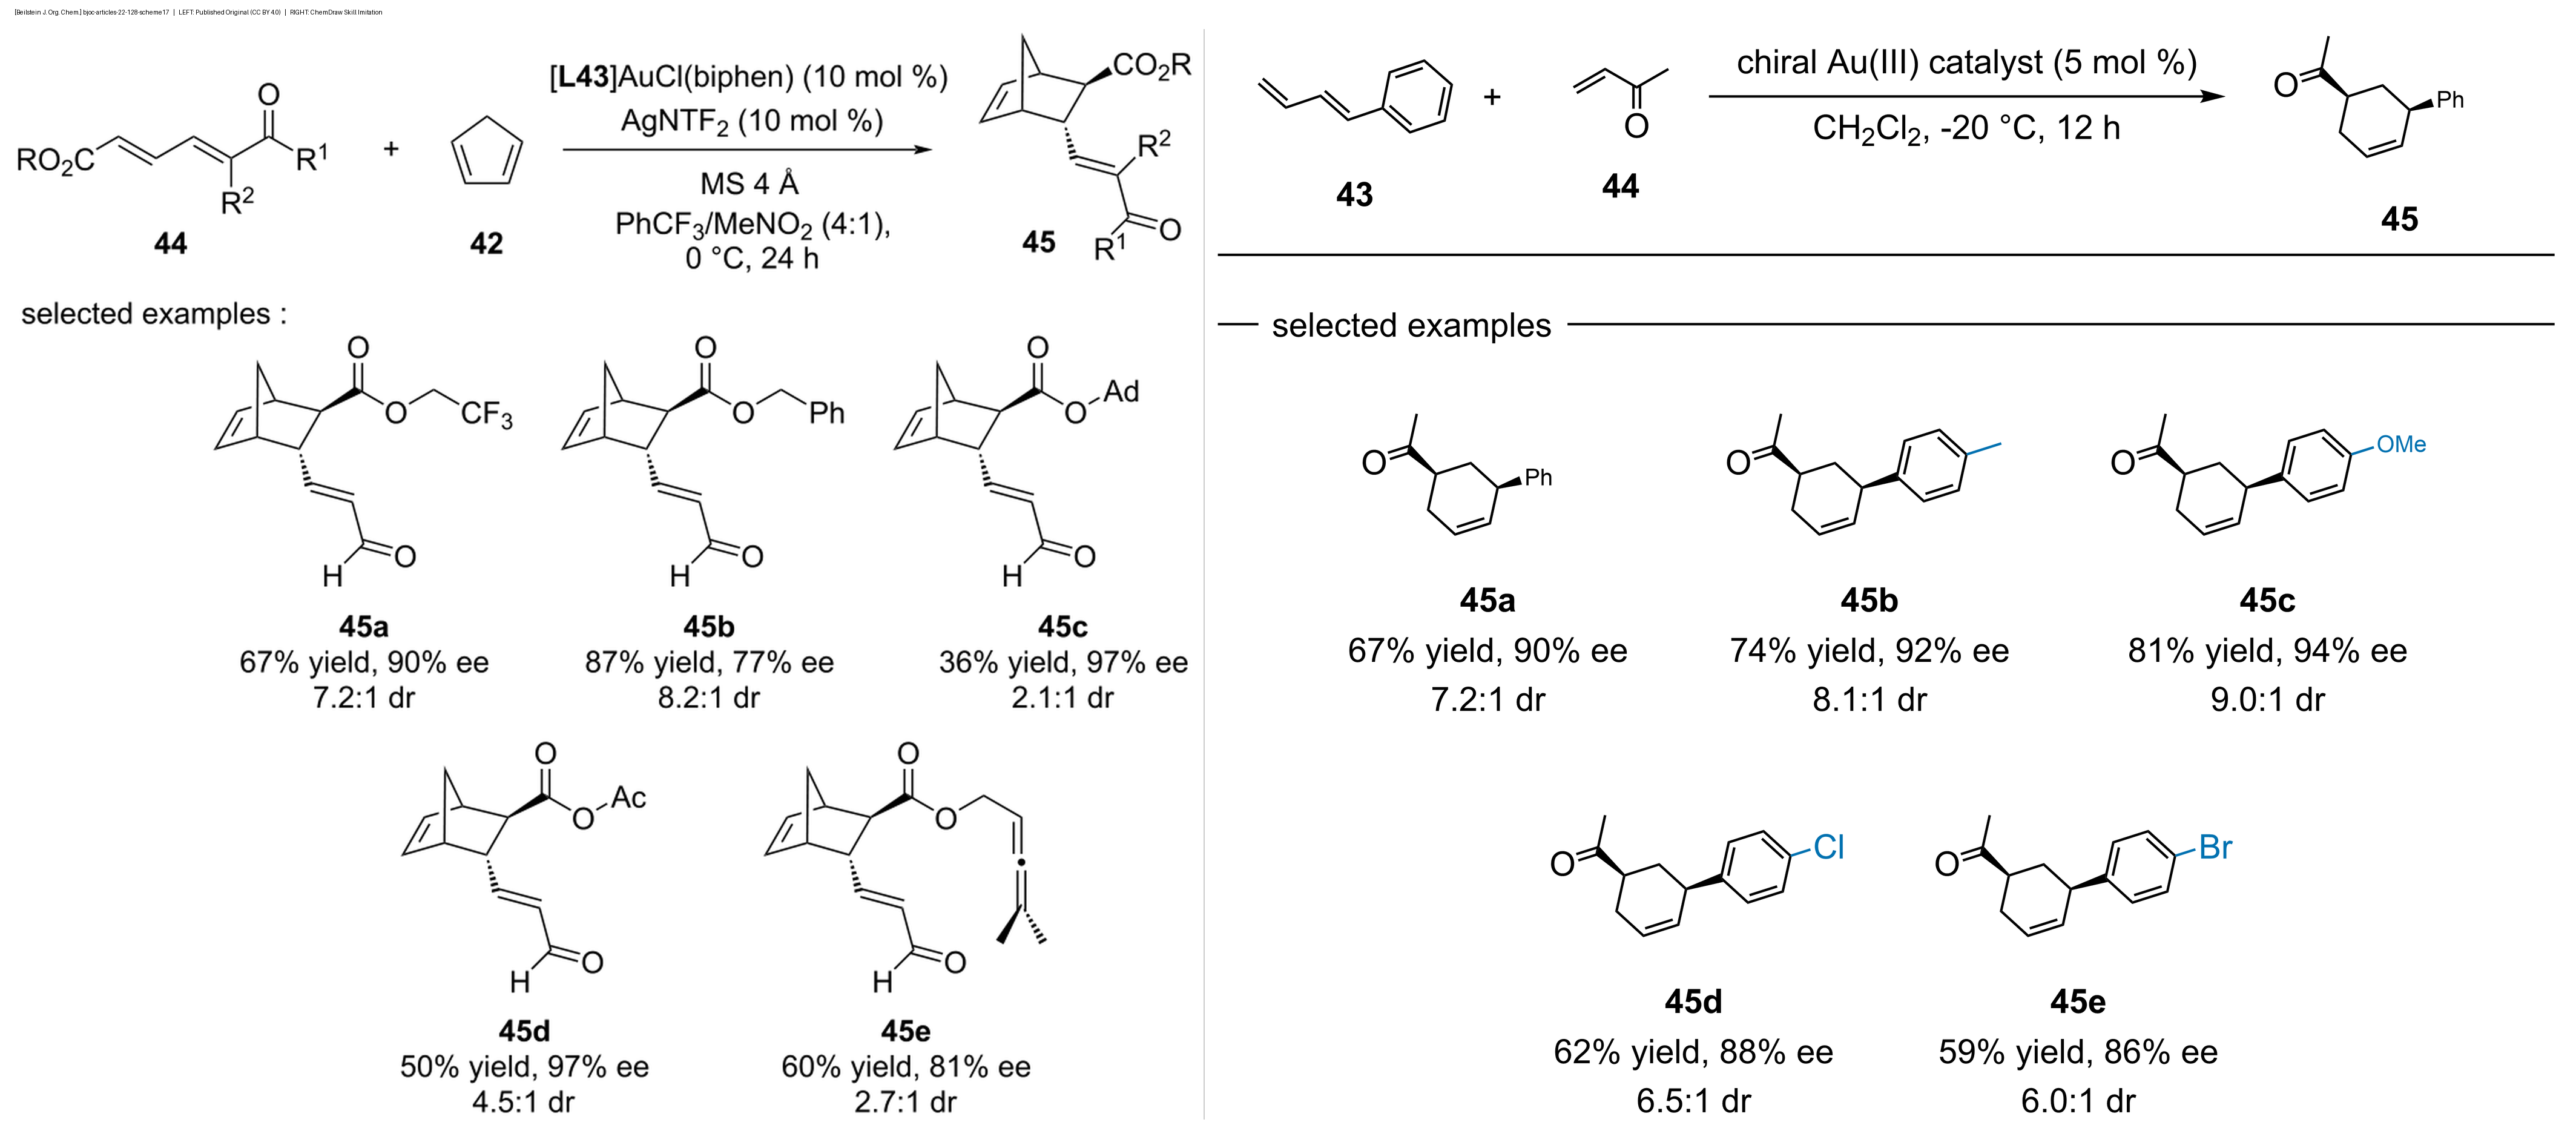 [Beilstein J. Org. Chem.] bjoc-articles-22-128-scheme17 | LEFT: Published Original (CC BY 4.0) | RIGHT: ChemDraw Skill Imitation
RO₂C
O
R¹
R²
44
+
42
[L43]AuCl(biphen) (10 mol %)
AgNTF₂ (10 mol %)
MS 4 Å
PhCF₃/MeNO₂ (4:1),
0 °C, 24 h
CO₂R
R²
O
R¹
45
selected examples :
O
O
CF₃
O
H
45a
67% yield, 90% ee
7.2:1 dr
O
O
Ph
O
H
45b
87% yield, 77% ee
8.2:1 dr
O
O
Ad
O
H
45c
36% yield, 97% ee
2.1:1 dr
O
O
Ac
O
H
45d
50% yield, 97% ee
4.5:1 dr
O
O
O
H
45e
60% yield, 81% ee
2.7:1 dr
43
+
O
44
chiral Au(III) catalyst (5 mol %)
CH₂Cl₂, -20 °C, 12 h
O
Ph
45
selected examples
O
Ph
45a
67% yield, 90% ee
7.2:1 dr
O
45b
74% yield, 92% ee
8.1:1 dr
O
OMe
45c
81% yield, 94% ee
9.0:1 dr
O
Cl
45d
62% yield, 88% ee
6.5:1 dr
O
Br
45e
59% yield, 86% ee
6.0:1 dr